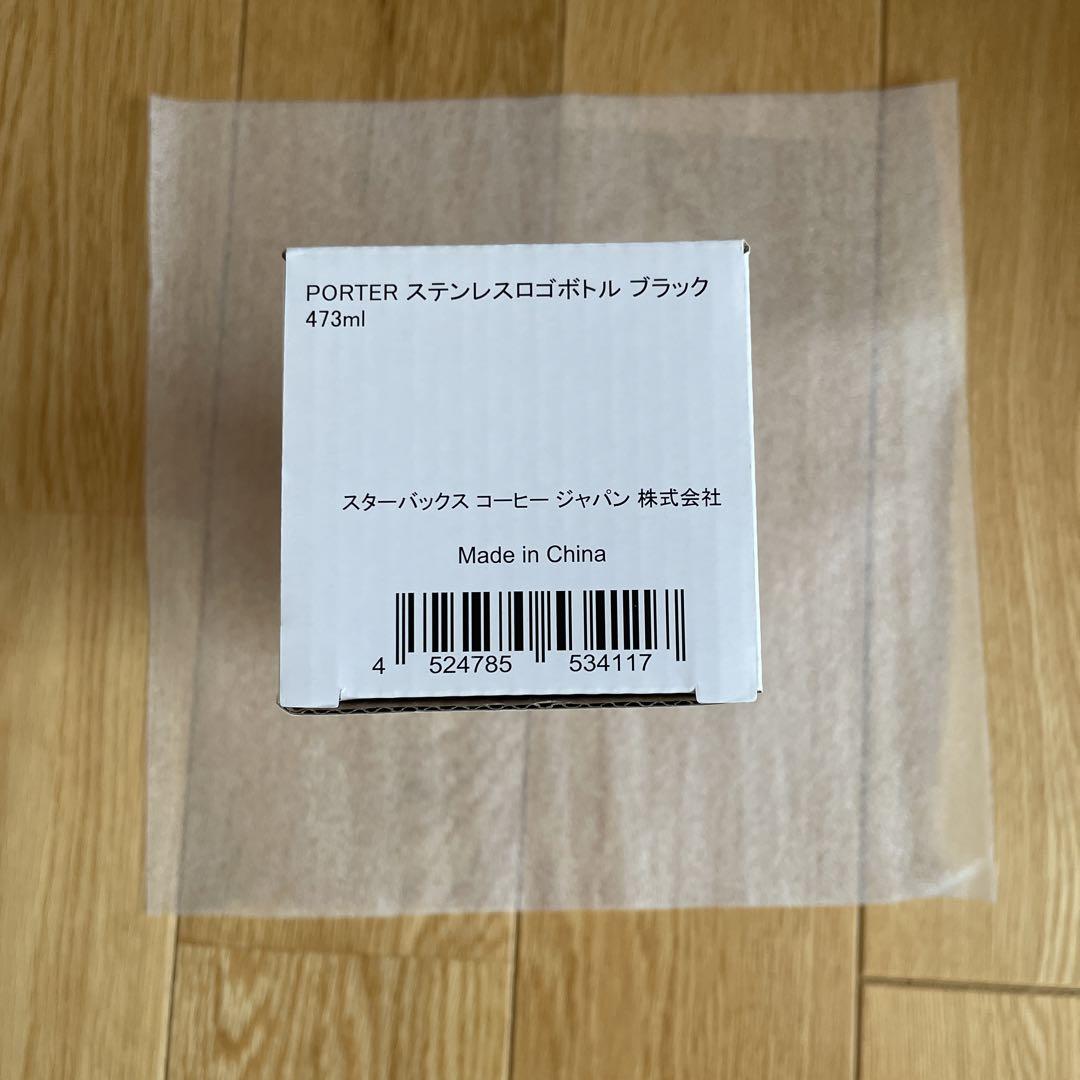 PORTER ステンレスロゴボトル ブラック
473ml
スターバックス コーヒー ジャパン 株式会社
Made in China
4 524785 534117